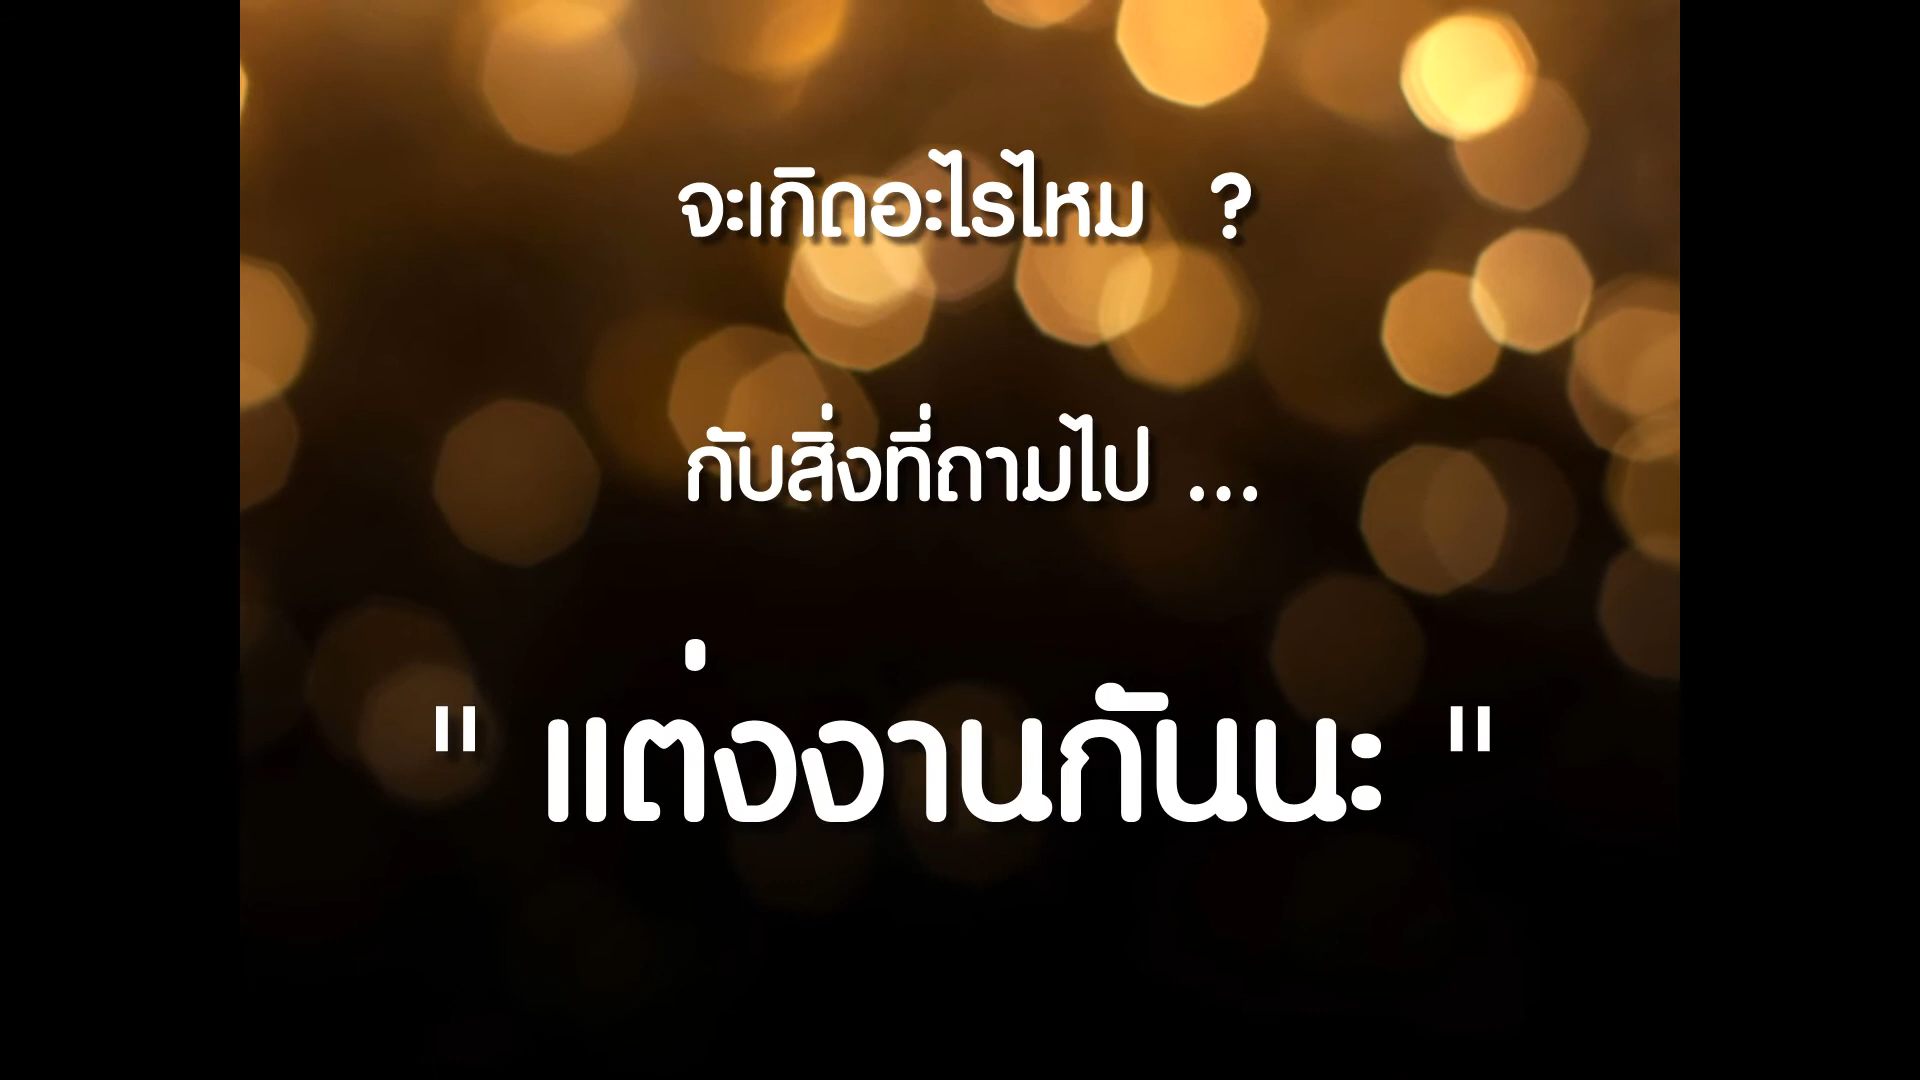 จะเกิดอะไรไหม ?
กับสิ่งที่ถามไป ...
" แต่งงานกันนะ "